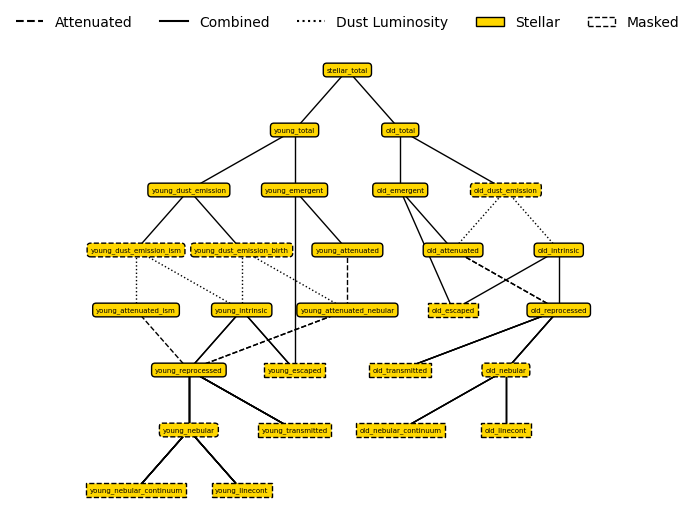 Attenuated Combined Dust Luminosity Stellar Masked
stellar_total
young_total old_total
young_dust_emission young_emergent old_emergent old_dust_emission
young_dust_emission_ism young_dust_emission_birth young_attenuated old_attenuated old_intrinsic
young_attenuated_ism young_intrinsic young_attenuated_nebular old_escaped old_reprocessed
young_reprocessed young_escaped old_transmitted old_nebular
young_nebular young_transmitted old_nebular_continuum old_linecont
young_nebular_continuum young_linecont